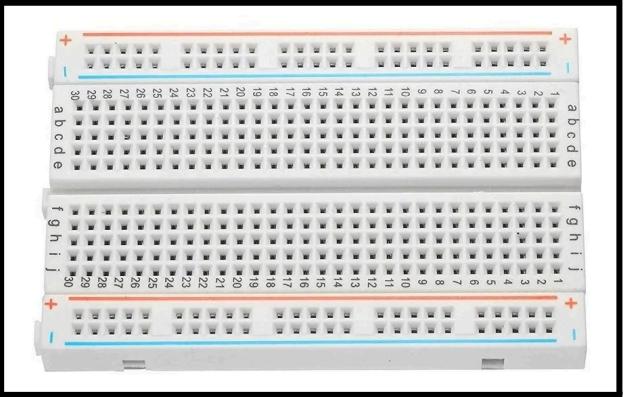 + +
- -
30 29 28 27 26 25 24 23 22 21 20 19 18 17 16 15 14 13 12 11 10 9 8 7 6 5 4 3 2 1
a a
b b
c c
d d
e e
f f
g g
h h
i i
j j
30 29 28 27 26 25 24 23 22 21 20 19 18 17 16 15 14 13 12 11 10 9 8 7 6 5 4 3 2 1
+ +
- -